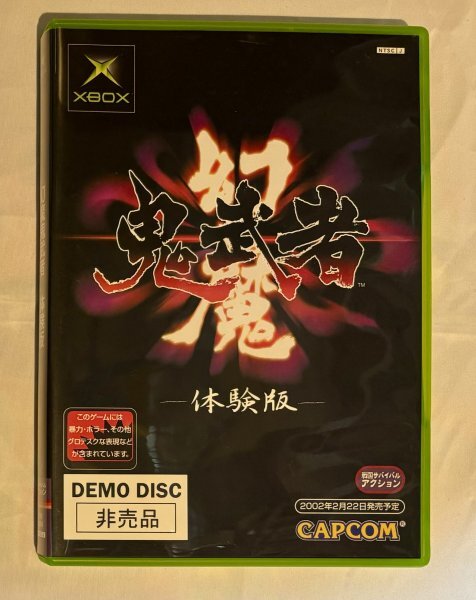 XBOX
NTSC J
幻魔
鬼武者
TM
体験版
このゲームには
暴力・ホラー、その他
グロテスクな表現など
が含まれています。
戦国サバイバル
アクション
DEMO DISC
非売品
2002年2月22日発売予定
CAPCOM®